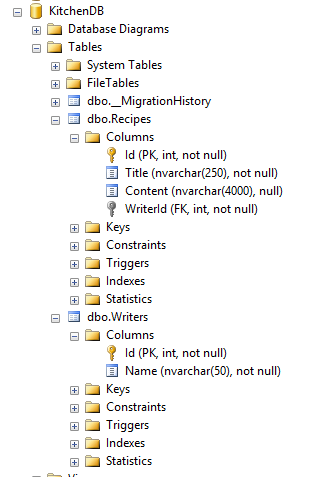 KitchenDB
Database Diagrams
Tables
System Tables
FileTables
dbo.__MigrationHistory
dbo.Recipes
Columns
Id (PK, int, not null)
Title (nvarchar(250), not null)
Content (nvarchar(4000), null)
WriterId (FK, int, not null)
Keys
Constraints
Triggers
Indexes
Statistics
dbo.Writers
Columns
Id (PK, int, not null)
Name (nvarchar(50), not null)
Keys
Constraints
Triggers
Indexes
Statistics